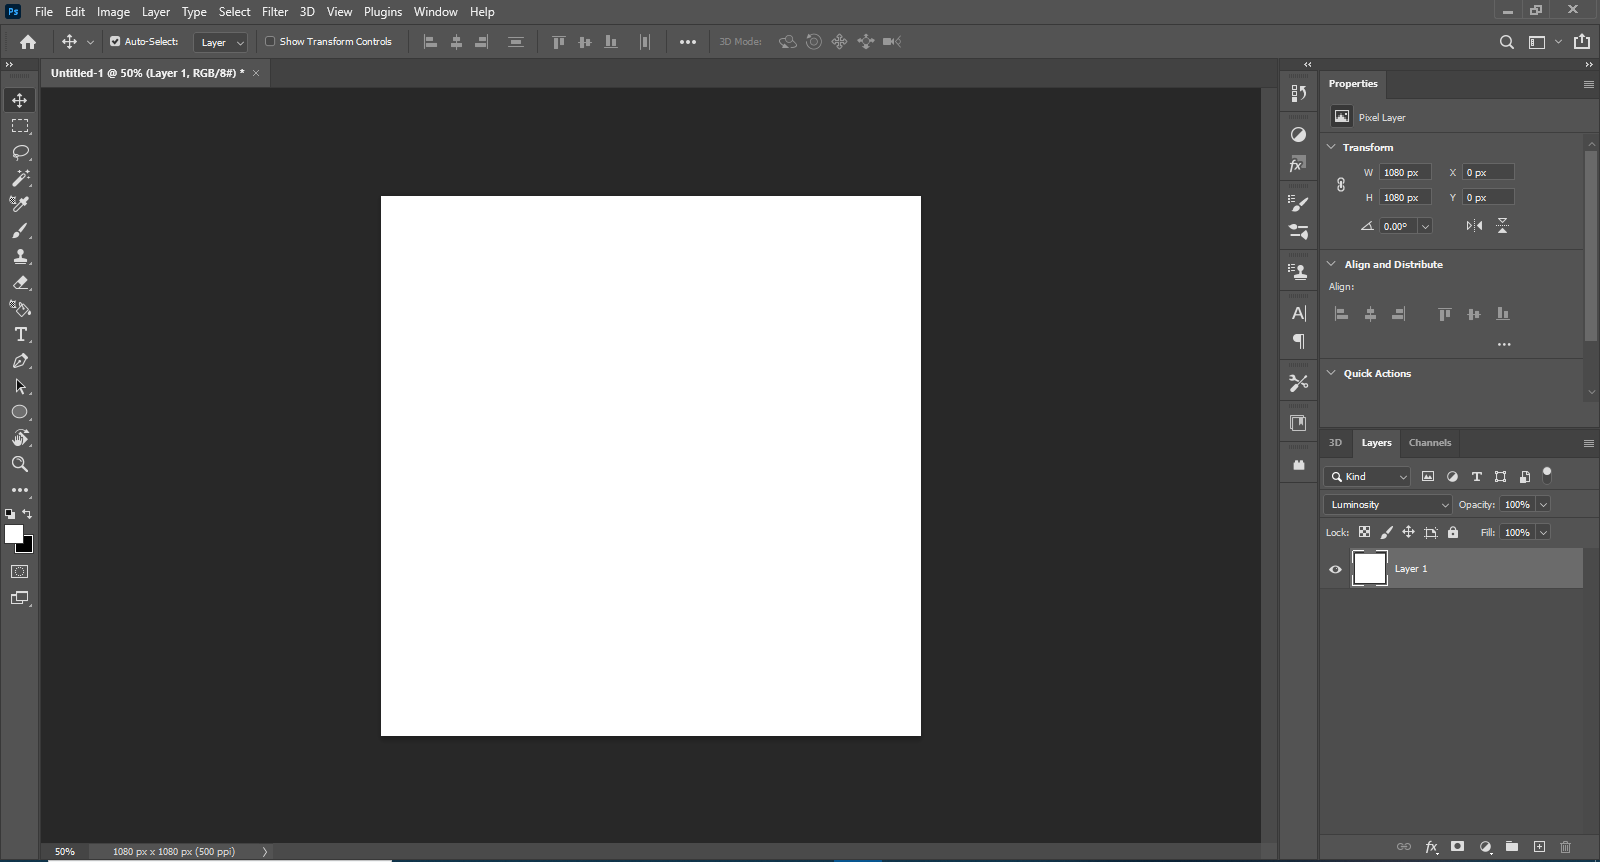 Ps File Edit Image Layer Type Select Filter 3D View Plugins Window Help
Auto-Select: Layer Show Transform Controls 3D Mode:
Untitled-1 @ 50% (Layer 1, RGB/8#) *
Properties
Pixel Layer
Transform
W 1080 px X 0 px
H 1080 px Y 0 px
0.00°
Align and Distribute
Align:
Quick Actions
3D Layers Channels
Kind
Luminosity Opacity: 100%
Lock: Fill: 100%
Layer 1
50% 1080 px x 1080 px (500 ppi)